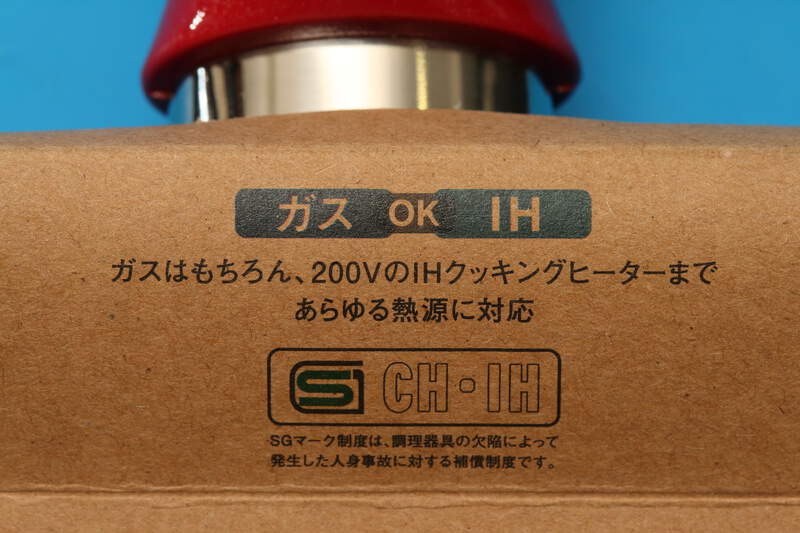 ガス OK IH
ガスはもちろん、200VのIHクッキングヒーターまで
あらゆる熱源に対応
SG CH・IH
SGマーク制度は、調理器具の欠陥によって
発生した人身事故に対する補償制度です。